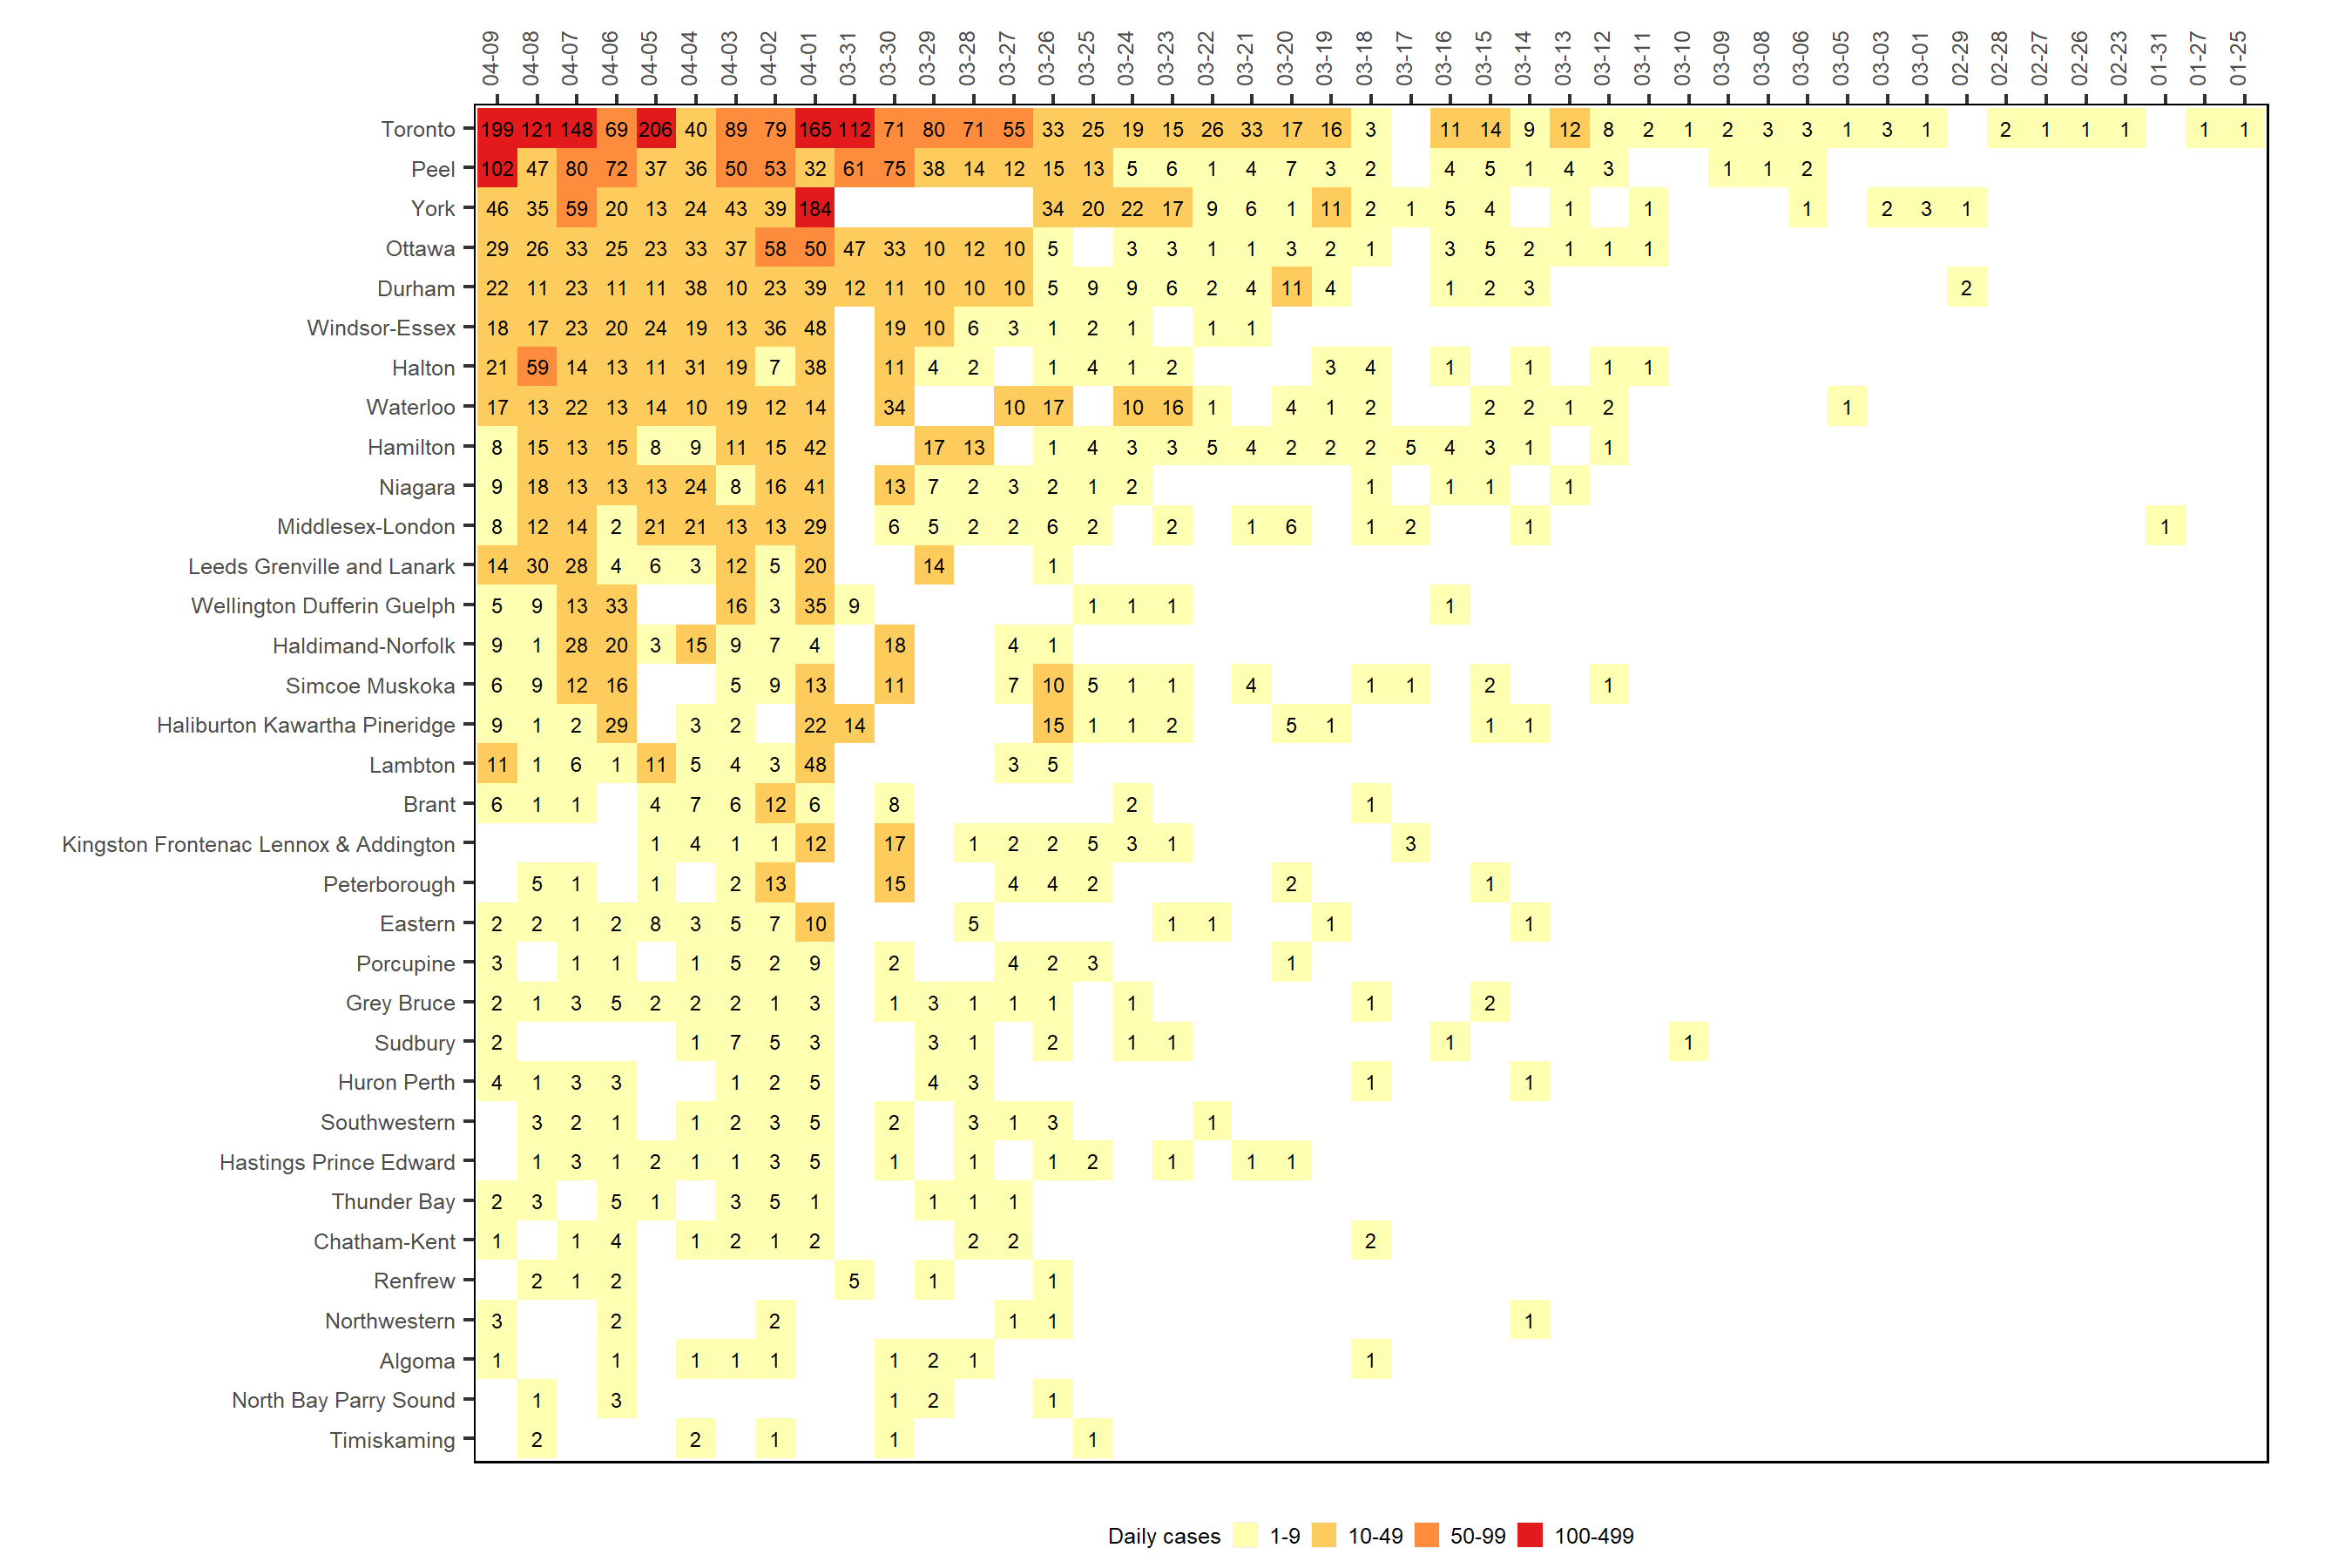 04-09 04-08 04-07 04-06 04-05 04-04 04-03 04-02 04-01 03-31 03-30 03-29 03-28 03-27 03-26 03-25 03-24 03-23 03-22 03-21 03-20 03-19 03-18 03-17 03-16 03-15 03-14 03-13 03-12 03-11 03-10 03-09 03-08 03-06 03-05 03-03 03-01 02-29 02-28 02-27 02-26 02-23 01-31 01-27 01-25
Toronto 199 121 148 69 206 40 89 79 165 112 71 80 71 55 33 25 19 15 26 33 17 16 3 11 14 9 12 8 2 1 2 3 3 1 3 1 2 1 1 1 1 1
Peel 102 47 80 72 37 36 50 53 32 61 75 38 14 12 15 13 5 6 1 4 7 3 2 4 5 1 4 3 1 1 2
York 46 35 59 20 13 24 43 39 184 34 20 22 17 9 6 1 11 2 1 5 4 1 1 1 2 3 1
Ottawa 29 26 33 25 23 33 37 58 50 47 33 10 12 10 5 3 3 1 1 3 2 1 3 5 2 1 1 1
Durham 22 11 23 11 11 38 10 23 39 12 11 10 10 10 5 9 9 6 2 4 11 4 1 2 3 2
Windsor-Essex 18 17 23 20 24 19 13 36 48 19 10 6 3 1 2 1 1 1
Halton 21 59 14 13 11 31 19 7 38 11 4 2 1 4 1 2 3 4 1 1 1 1
Waterloo 17 13 22 13 14 10 19 12 14 34 10 17 10 16 1 4 1 2 2 2 1 2 1
Hamilton 8 15 13 15 8 9 11 15 42 17 13 1 4 3 3 5 4 2 2 2 5 4 3 1 1
Niagara 9 18 13 13 13 24 8 16 41 13 7 2 3 2 1 2 1 1 1 1
Middlesex-London 8 12 14 2 21 21 13 13 29 6 5 2 2 6 2 2 1 6 1 2 1 1
Leeds Grenville and Lanark 14 30 28 4 6 3 12 5 20 14 1
Wellington Dufferin Guelph 5 9 13 33 16 3 35 9 1 1 1 1
Haldimand-Norfolk 9 1 28 20 3 15 9 7 4 18 4 1
Simcoe Muskoka 6 9 12 16 5 9 13 11 7 10 5 1 1 4 1 1 2 1
Haliburton Kawartha Pineridge 9 1 2 29 3 2 22 14 15 1 1 2 5 1 1 1
Lambton 11 1 6 1 11 5 4 3 48 3 5
Brant 6 1 1 4 7 6 12 6 8 2 1
Kingston Frontenac Lennox & Addington 1 4 1 1 12 17 1 2 2 5 3 1 3
Peterborough 5 1 1 2 13 15 4 4 2 2 1
Eastern 2 2 1 2 8 3 5 7 10 5 1 1 1 1
Porcupine 3 1 1 1 5 2 9 2 4 2 3 1
Grey Bruce 2 1 3 5 2 2 2 1 3 1 3 1 1 1 1 1 2
Sudbury 2 1 7 5 3 3 1 2 1 1 1 1
Huron Perth 4 1 3 3 1 2 5 4 3 1 1
Southwestern 3 2 1 1 2 3 5 2 3 1 3 1
Hastings Prince Edward 1 3 1 2 1 1 3 5 1 1 1 2 1 1 1
Thunder Bay 2 3 5 1 3 5 1 1 1 1
Chatham-Kent 1 1 4 1 2 1 2 2 2 2
Renfrew 2 1 2 5 1 1
Northwestern 3 2 2 1 1 1
Algoma 1 1 1 1 1 1 2 1 1
North Bay Parry Sound 1 3 1 2 1
Timiskaming 2 2 1 1 1
Daily cases 1-9 10-49 50-99 100-499